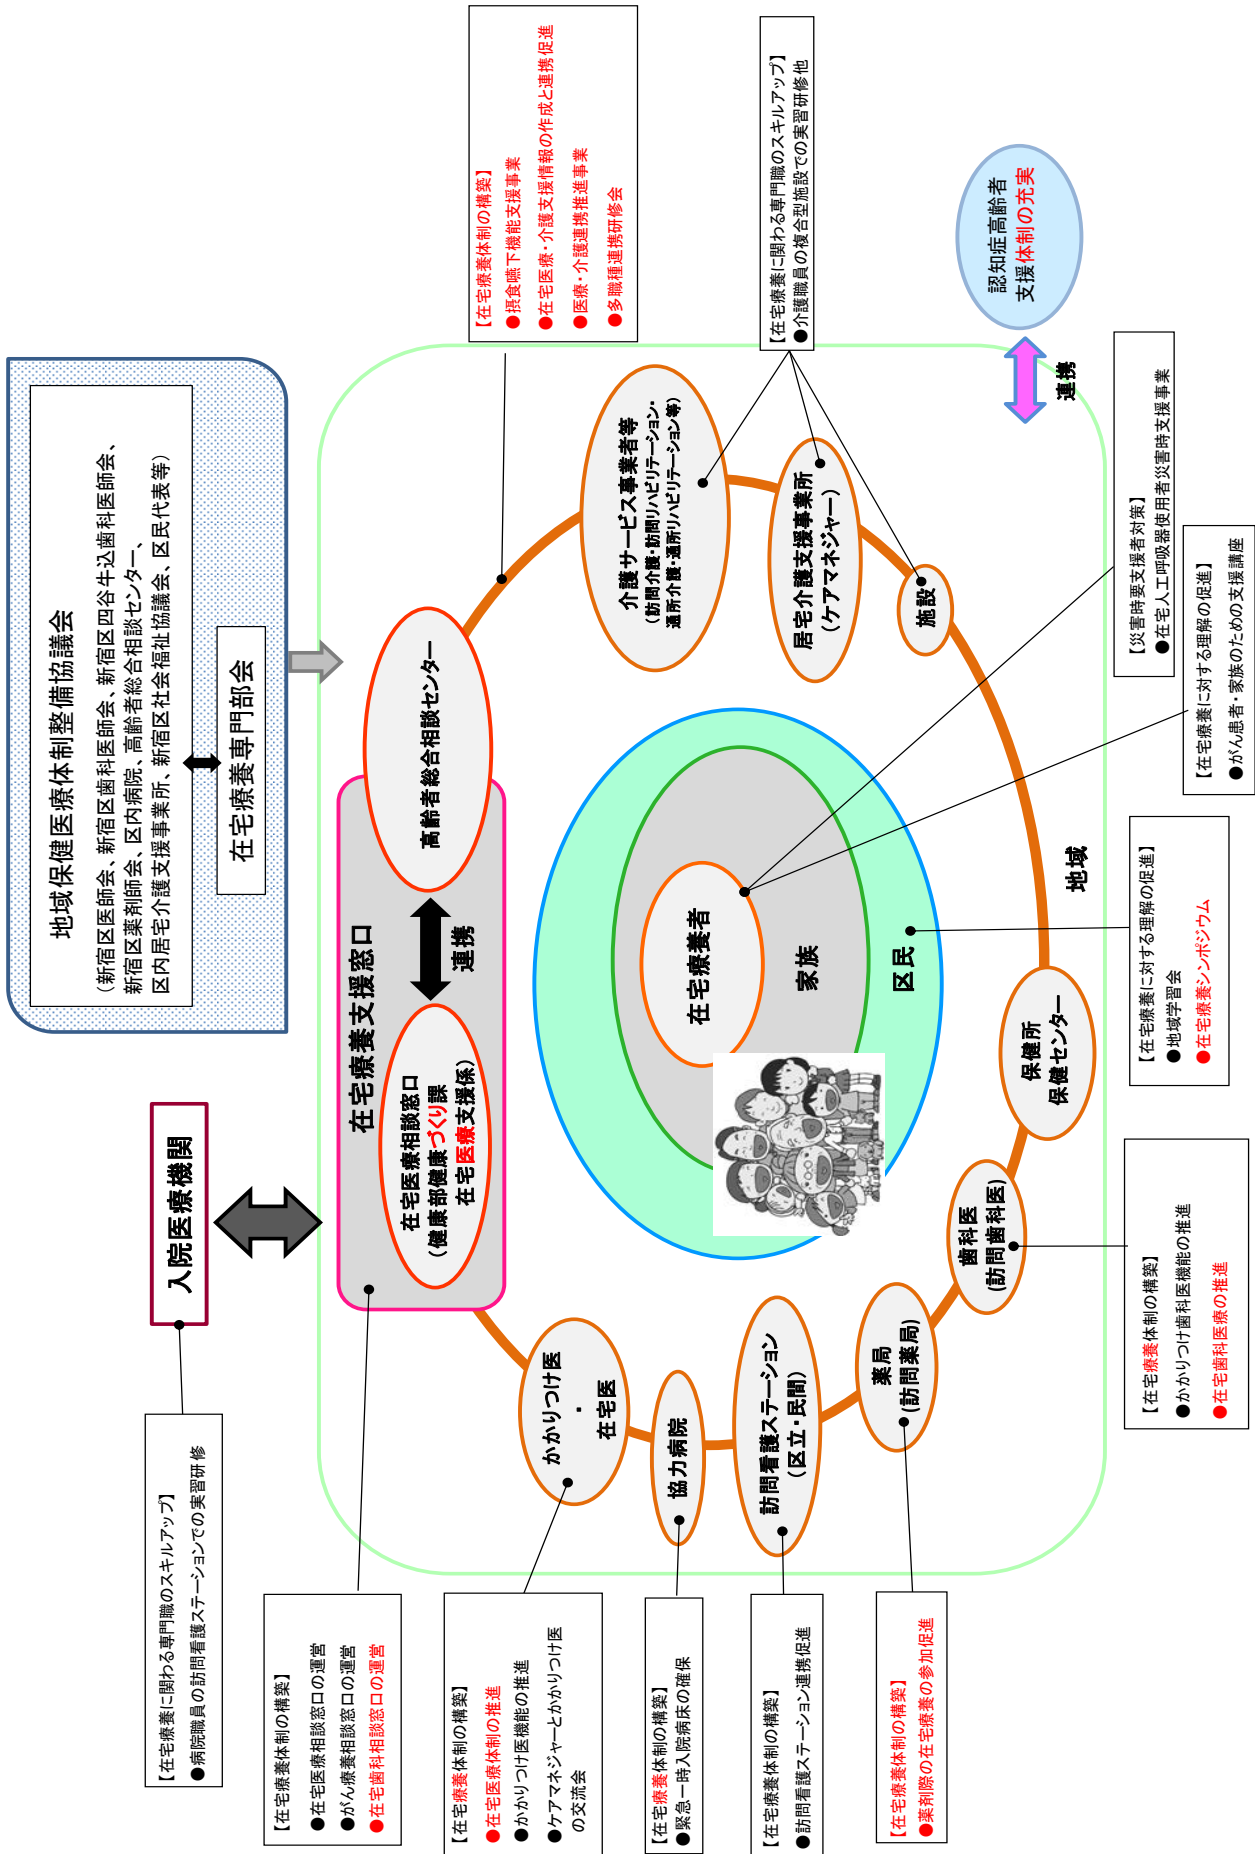 地域保健医療体制整備協議会
（新宿区医師会、新宿区歯科医師会、新宿区四谷牛込歯科医師会、
新宿区薬剤師会、区内病院、高齢者総合相談センター、
区内居宅介護支援事業所、新宿区社会福祉協議会、区民代表等）
在宅療養専門部会
入院医療機関
【在宅療養に関わる専門職のスキルアップ】
●病院職員の訪問看護ステーションでの実習研修
在宅療養支援窓口
在宅医療相談窓口
（健康部健康づくり課
在宅医療支援係）
連携
高齢者総合相談センター
【在宅療養体制の構築】
●在宅医療相談窓口の運営
●がん療養相談窓口の運営
●在宅歯科相談窓口の運営
【在宅療養体制の構築】
●摂食嚥下機能支援事業
●在宅医療・介護支援情報の作成と連携促進
●医療・介護連携推進事業
●多職種連携研修会
かかりつけ医
・
在宅医
【在宅療養体制の構築】
●在宅医療体制の推進
●かかりつけ医機能の推進
●ケアマネジャーとかかりつけ医
の交流会
協力病院
【在宅療養体制の構築】
●緊急一時入院病床の確保
訪問看護ステーション
（区立・民間）
【在宅療養体制の構築】
●訪問看護ステーション連携促進
薬局
(訪問薬局)
【在宅療養体制の構築】
●薬剤際の在宅療養の参加促進
歯科医
(訪問歯科医)
【在宅療養体制の構築】
●かかりつけ歯科医機能の推進
●在宅歯科医療の推進
保健所
保健センター
在宅療養者
家族
区民
地域
【在宅療養に対する理解の促進】
●地域学習会
●在宅療養シンポジウム
【在宅療養に対する理解の促進】
●がん患者・家族のための支援講座
【災害時要支援者対策】
●在宅人工呼吸器使用者災害時支援事業
介護サービス事業者等
（訪問介護・訪問リハビリテーション・
通所介護・通所リハビリテーション等）
居宅介護支援事業所
（ケアマネジャー）
施設
【在宅療養に関わる専門職のスキルアップ】
●介護職員の複合型施設での実習研修他
連携
認知症高齢者
支援体制の充実